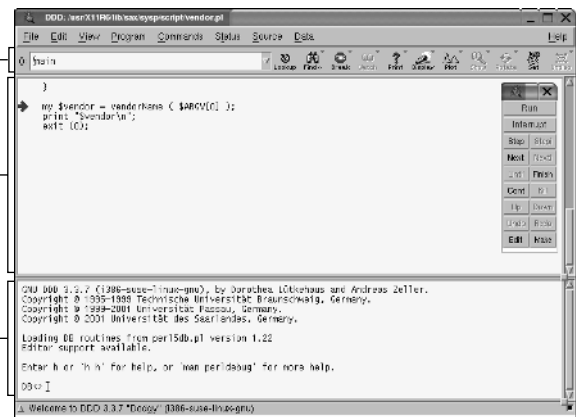 DDD: /usr/X11R6/lib/sax/sysp/script/vendor.pl
File Edit View Program Commands Status Source Data Help
(): main
Lookup Find» Break Watch Print Display Plot Rotate Set
}
my $vendor = vendorName ( $ARGV[0] );
print "$vendor\n";
exit (0);
Run
Interrupt
Step Stepi
Next Nexti
Until Finish
Cont Kill
Up Down
Undo Redo
Edit Make
GNU DDD 3.3.7 (i386-suse-linux-gnu), by Dorothea Lütkehaus and Andreas Zeller.
Copyright © 1995-1999 Technische Universität Braunschweig, Germany.
Copyright © 1999-2001 Universität Passau, Germany.
Copyright © 2001 Universität des Saarlandes, Germany.
Loading DB routines from perl5db.pl version 1.22
Editor support available.
Enter h or `h h' for help, or `man perldebug' for more help.
DB<>
Welcome to DDD 3.3.7 "Doogy" (i386-suse-linux-gnu)